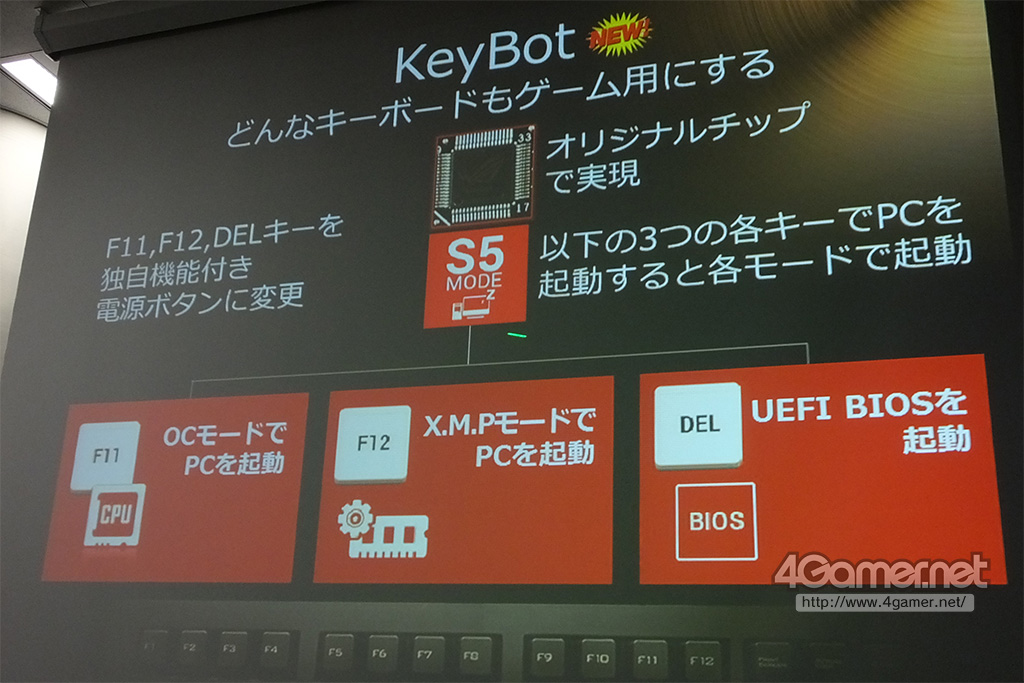 KeyBot NEW!
どんなキーボードもゲーム用にする
33
17
オリジナルチップ
で実現
F11,F12,DELキーを
独自機能付き
電源ボタンに変更
S5
MODE
Z
以下の3つの各キーでPCを
起動すると各モードで起動
F11
OCモードで
PCを起動
CPU
F12
X.M.Pモードで
PCを起動
DEL
UEFI BIOSを
起動
BIOS
4Gamer.net
http://www.4gamer.net/
F1 F2 F3 F4 F5 F6 F7 F8 F9 F10 F11 F12